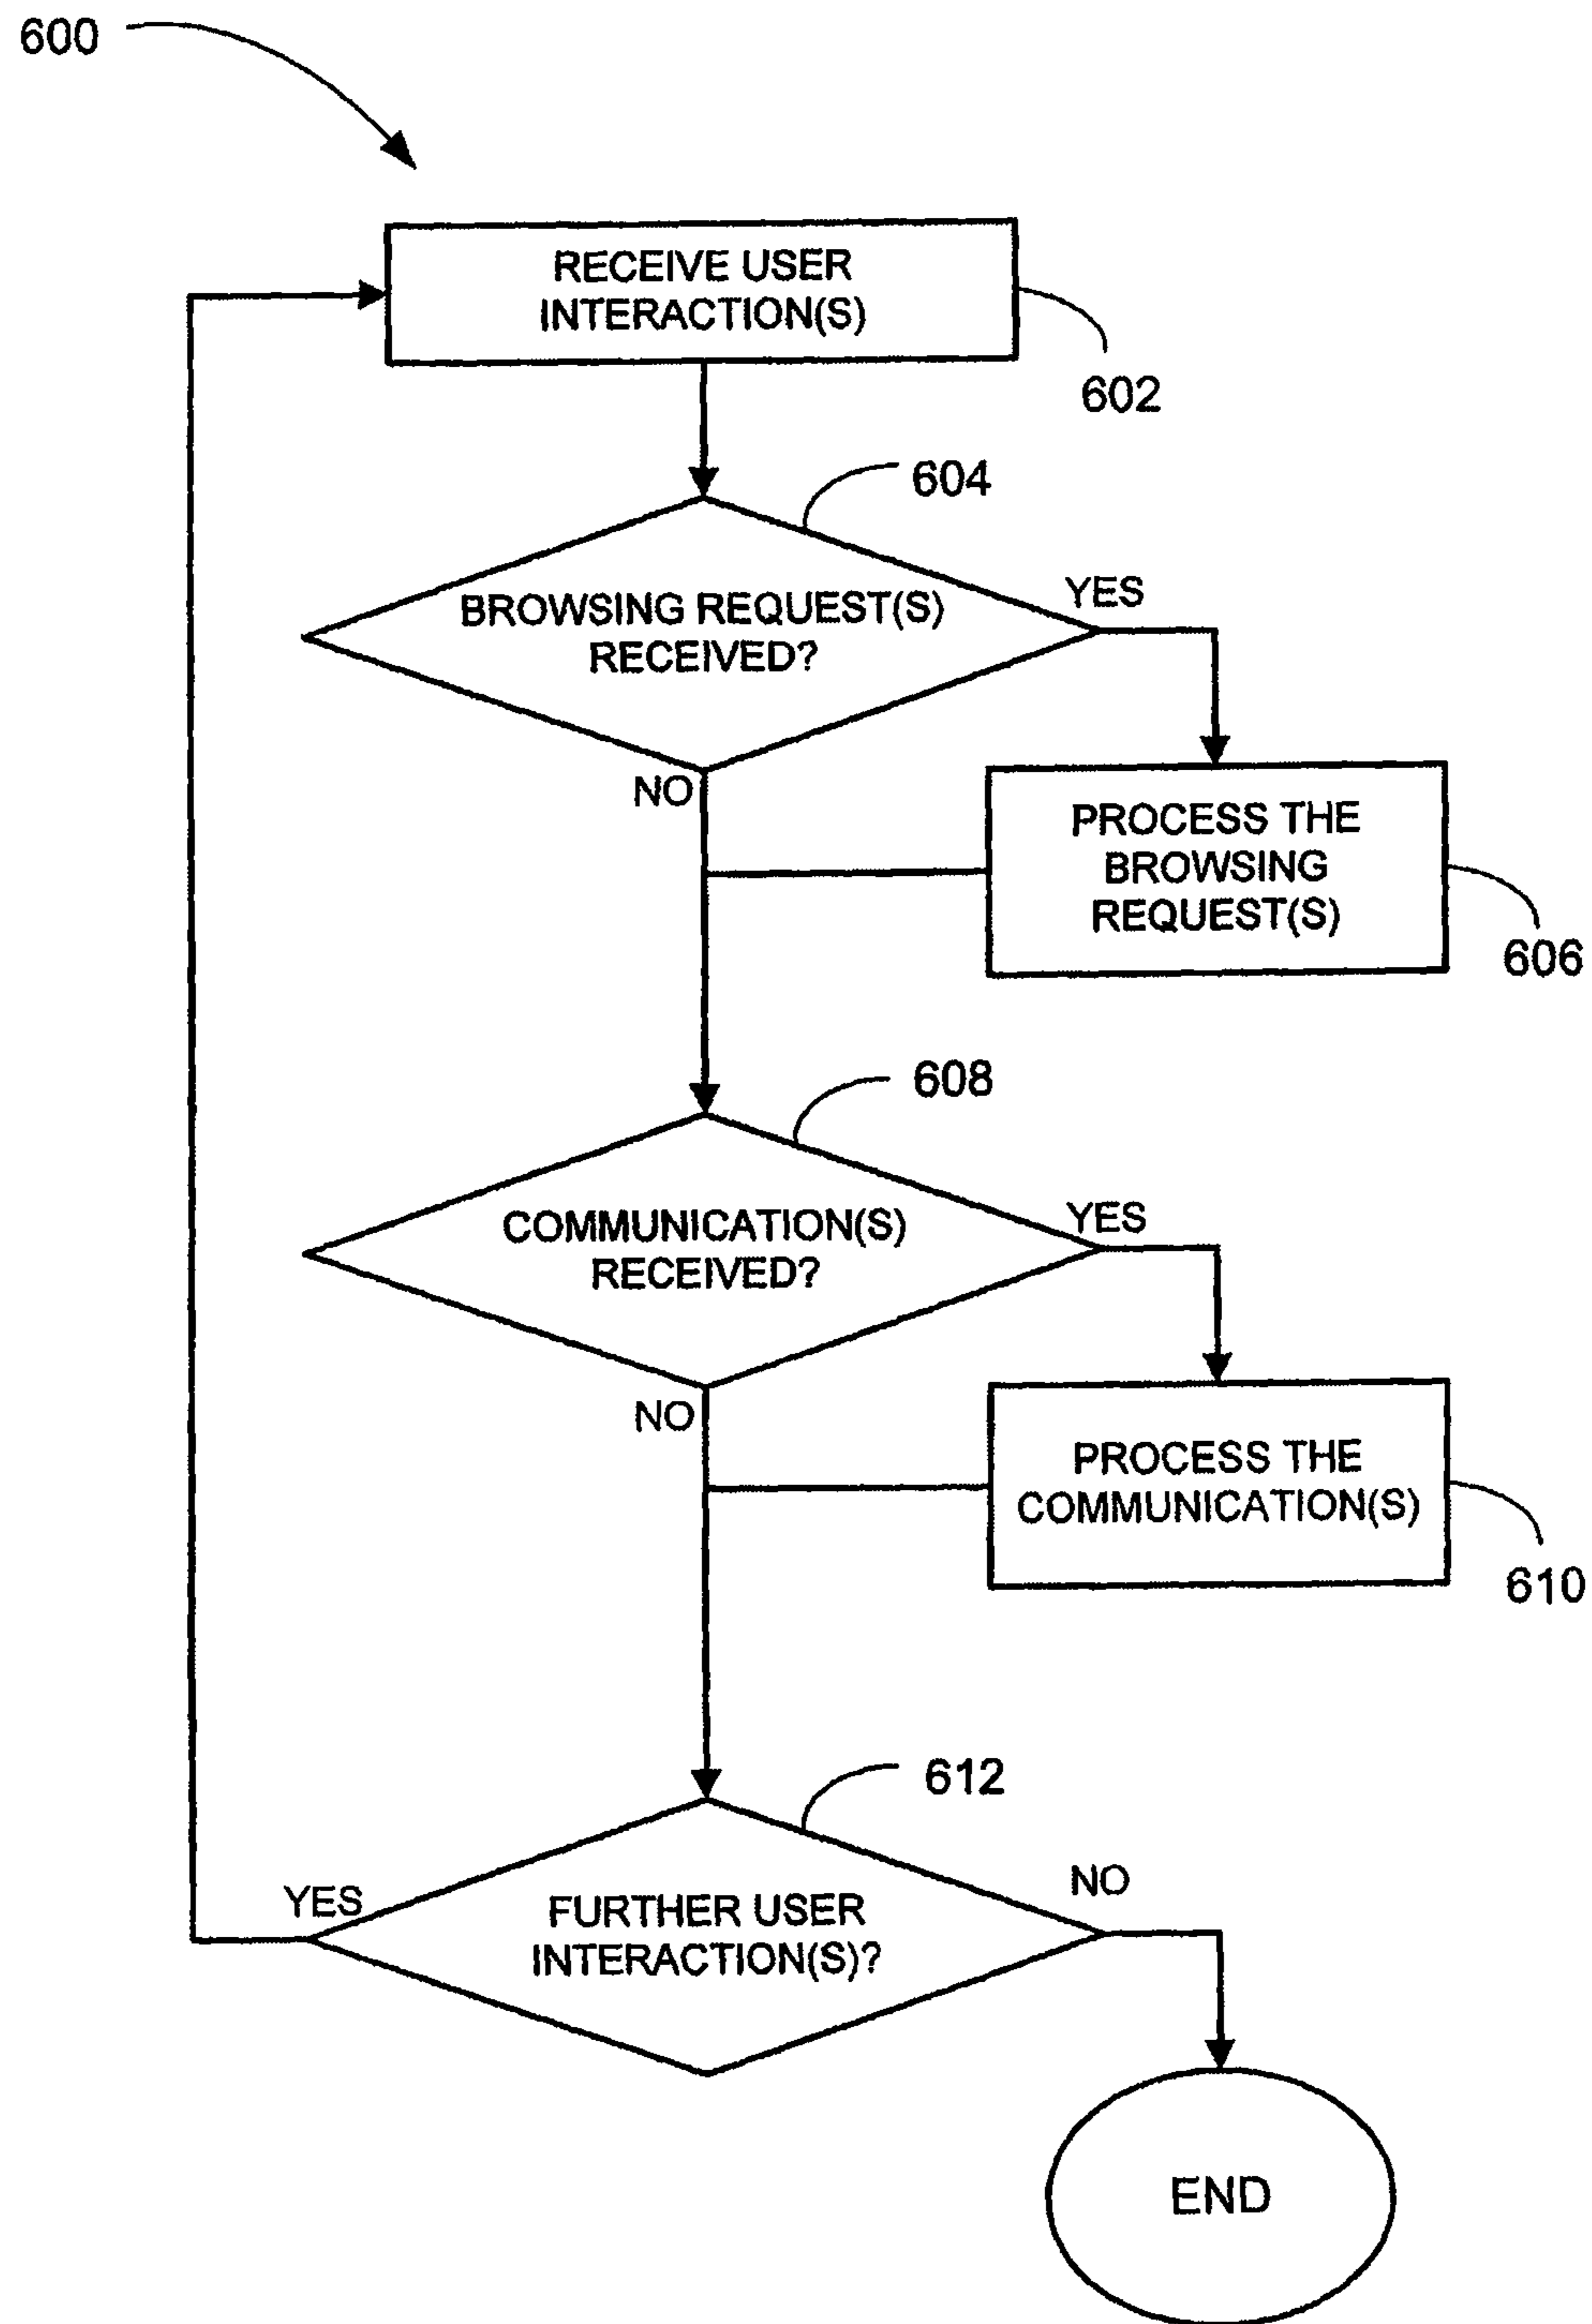 600
RECEIVE USER
INTERACTION(S)
602
604
BROWSING REQUEST(S)
RECEIVED?
YES
NO
PROCESS THE
BROWSING
REQUEST(S)
606
608
COMMUNICATION(S)
RECEIVED?
YES
NO
PROCESS THE
COMMUNICATION(S)
610
612
YES
FURTHER USER
INTERACTION(S)?
NO
END